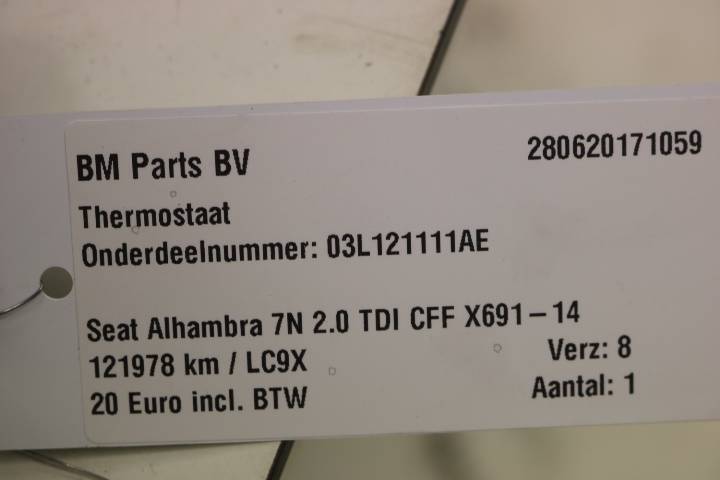 BM Parts BV 280620171059
Thermostaat
Onderdeelnummer: 03L121111AE
Seat Alhambra 7N 2.0 TDI CFF X691-14
121978 km / LC9X Verz: 8
20 Euro incl. BTW Aantal: 1